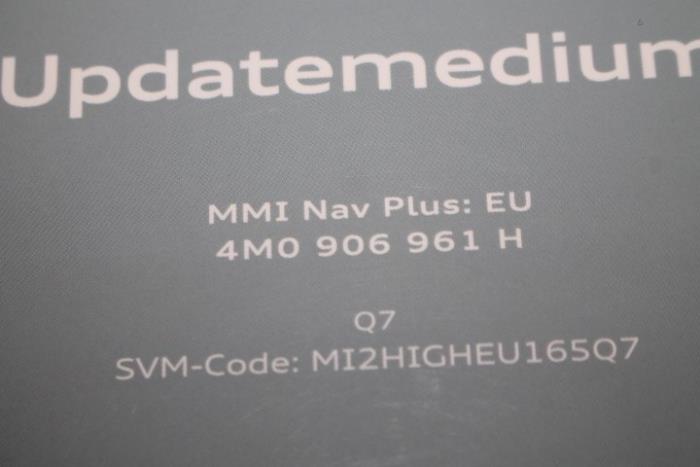 Updatemedium
MMI Nav Plus: EU
4M0 906 961 H
Q7
SVM-Code: MI2HIGHEU165Q7